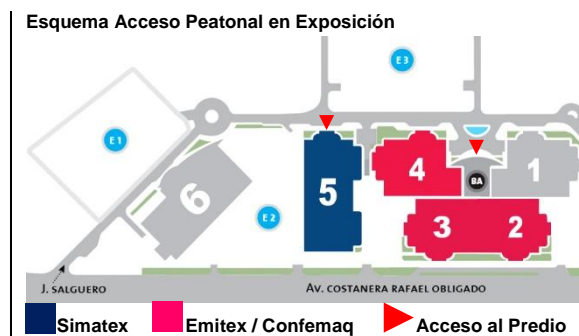 Esquema Acceso Peatonal en Exposición
E3
E1
4
1
5
6
BA
E2
3
2
J. SALGUERO
AV. COSTANERA RAFAEL OBLIGADO
Simatex
Emitex / Confemaq
Acceso al Predio